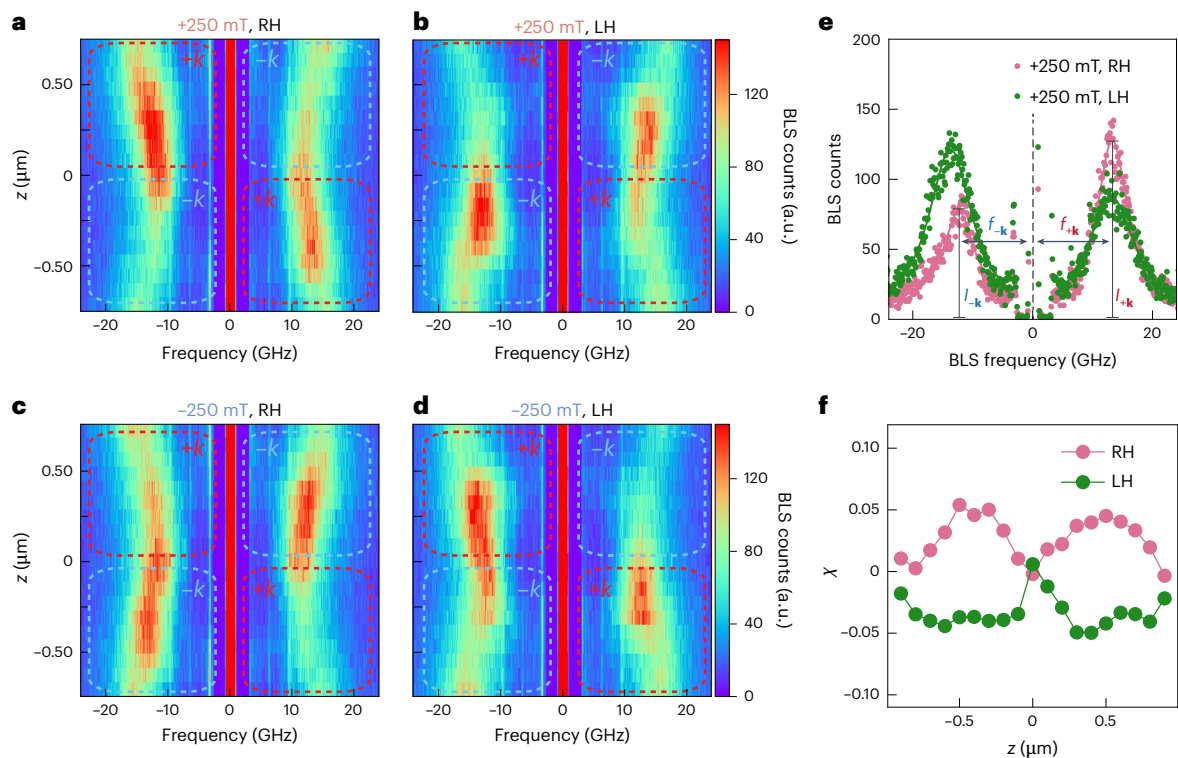 a
+250 mT, RH
+k
−k
−k
+k
z (µm)
0.50
0
−0.50
−20
−10
0
10
20
Frequency (GHz)
b
+250 mT, LH
+k
−k
−k
+k
−20
−10
0
10
20
Frequency (GHz)
120
80
40
0
BLS counts (a.u.)
e
200
150
100
50
0
BLS counts
+250 mT, RH
+250 mT, LH
f−k
f+k
I−k
I+k
−20
0
20
BLS frequency (GHz)
c
−250 mT, RH
+k
−k
−k
+k
z (µm)
0.50
0
−0.50
−20
−10
0
10
20
Frequency (GHz)
d
−250 mT, LH
+k
−k
−k
+k
−20
−10
0
10
20
Frequency (GHz)
120
80
40
0
BLS counts (a.u.)
f
0.10
0.05
0
−0.05
−0.10
χ
RH
LH
−0.5
0
0.5
z (µm)